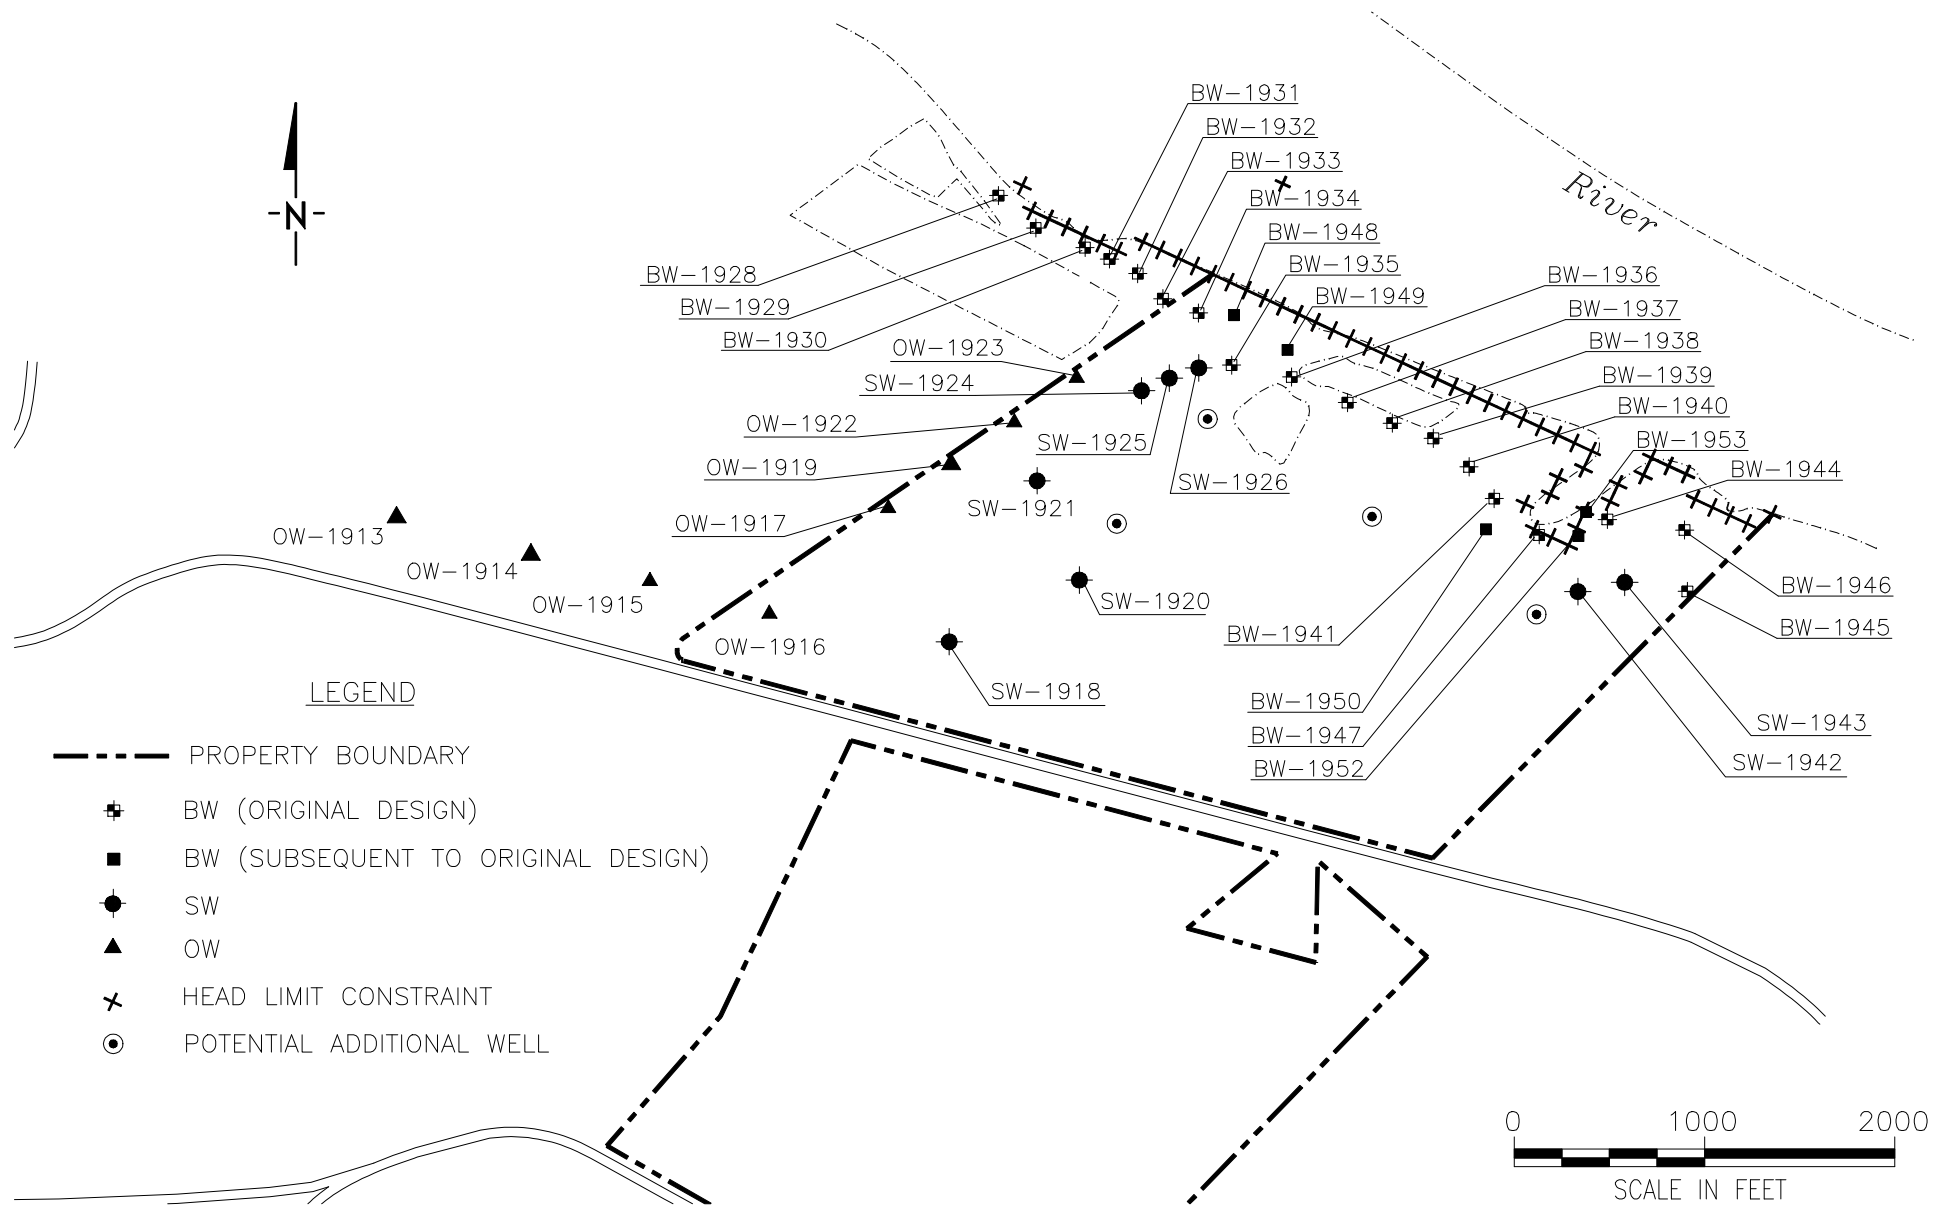 BW-1931
BW-1932
BW-1933
BW-1934
River
BW-1948
BW-1928
BW-1935
BW-1936
BW-1929
BW-1949
BW-1937
BW-1930
BW-1938
OW-1923
SW-1924
BW-1939
BW-1940
OW-1922
SW-1925
BW-1953
OW-1919
BW-1944
SW-1926
SW-1921
OW-1917
OW-1913
OW-1914
OW-1915
SW-1920
BW-1946
BW-1945
BW-1941
OW-1916
SW-1918
BW-1950
SW-1943
BW-1947
SW-1942
BW-1952
N
LEGEND
PROPERTY BOUNDARY
BW (ORIGINAL DESIGN)
BW (SUBSEQUENT TO ORIGINAL DESIGN)
SW
OW
HEAD LIMIT CONSTRAINT
POTENTIAL ADDITIONAL WELL
0 1000 2000
SCALE IN FEET